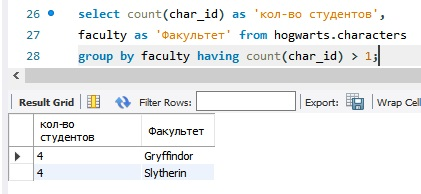 26 select count(char_id) as 'кол-во студентов',
27 faculty as 'Факультет' from hogwarts.characters
28 group by faculty having count(char_id) > 1;
Result Grid Filter Rows: Export: Wrap Cell
кол-во
студентов Факультет
4 Gryffindor
4 Slytherin